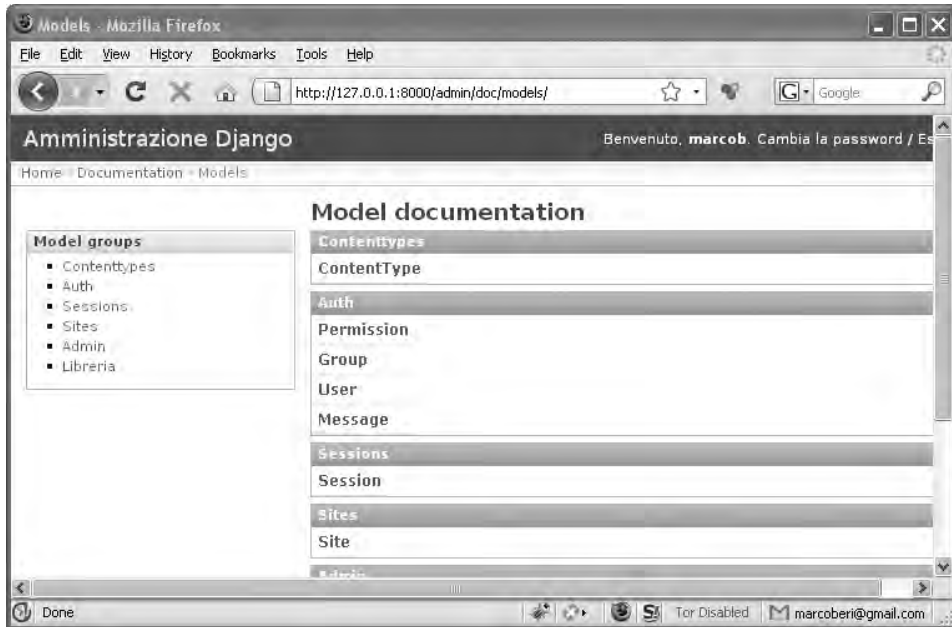 Models - Mozilla Firefox
File Edit View History Bookmarks Tools Help
http://127.0.0.1:8000/admin/doc/models/
G Google
Amministrazione Django
Benvenuto, marcob. Cambia la password / Es
Home › Documentation › Models
Model documentation
Model groups
Contenttypes
Auth
Sessions
Sites
Admin
Libreria
Contenttypes
ContentType
Auth
Permission
Group
User
Message
Sessions
Session
Sites
Site
Admin
Done
S Tor Disabled
marcoberi@gmail.com